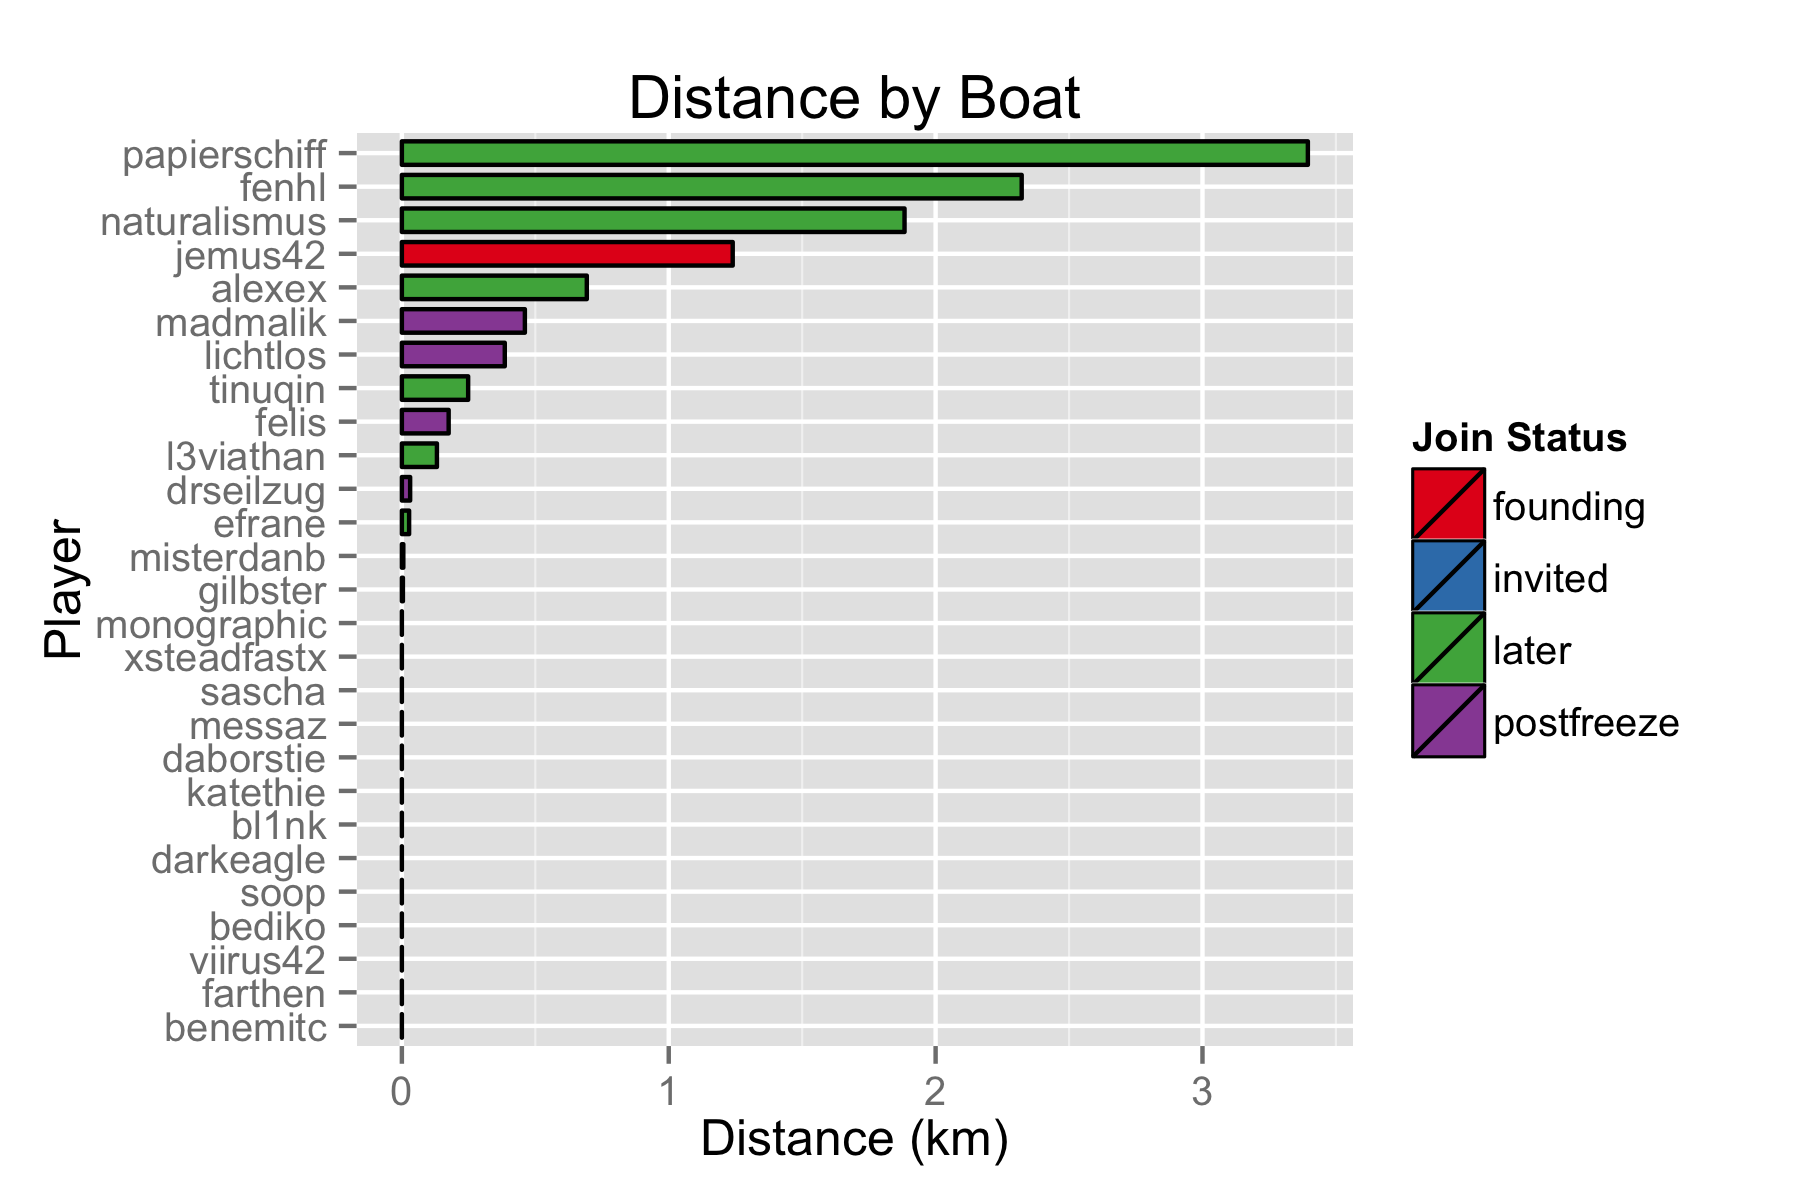 Distance by Boat
papierschiff
fenhl
naturalismus
jemus42
alexex
madmalik
lichtlos
tinuqin
felis
l3viathan
drseilzug
efrane
misterdanb
gilbster
monographic
xsteadfastx
sascha
messaz
daborstie
katethie
bl1nk
darkeagle
soop
bediko
viirus42
farthen
benemitc
Player
0 1 2 3
Distance (km)
Join Status
founding
invited
later
postfreeze